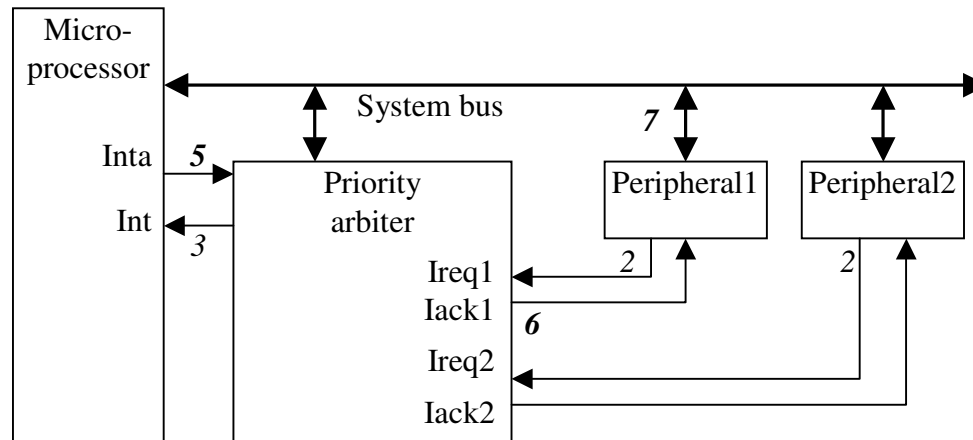 Micro-
processor
System bus
7
Inta
5
Int
3
Priority
arbiter
Peripheral1
Peripheral2
2
2
Ireq1
Iack1
6
Ireq2
Iack2